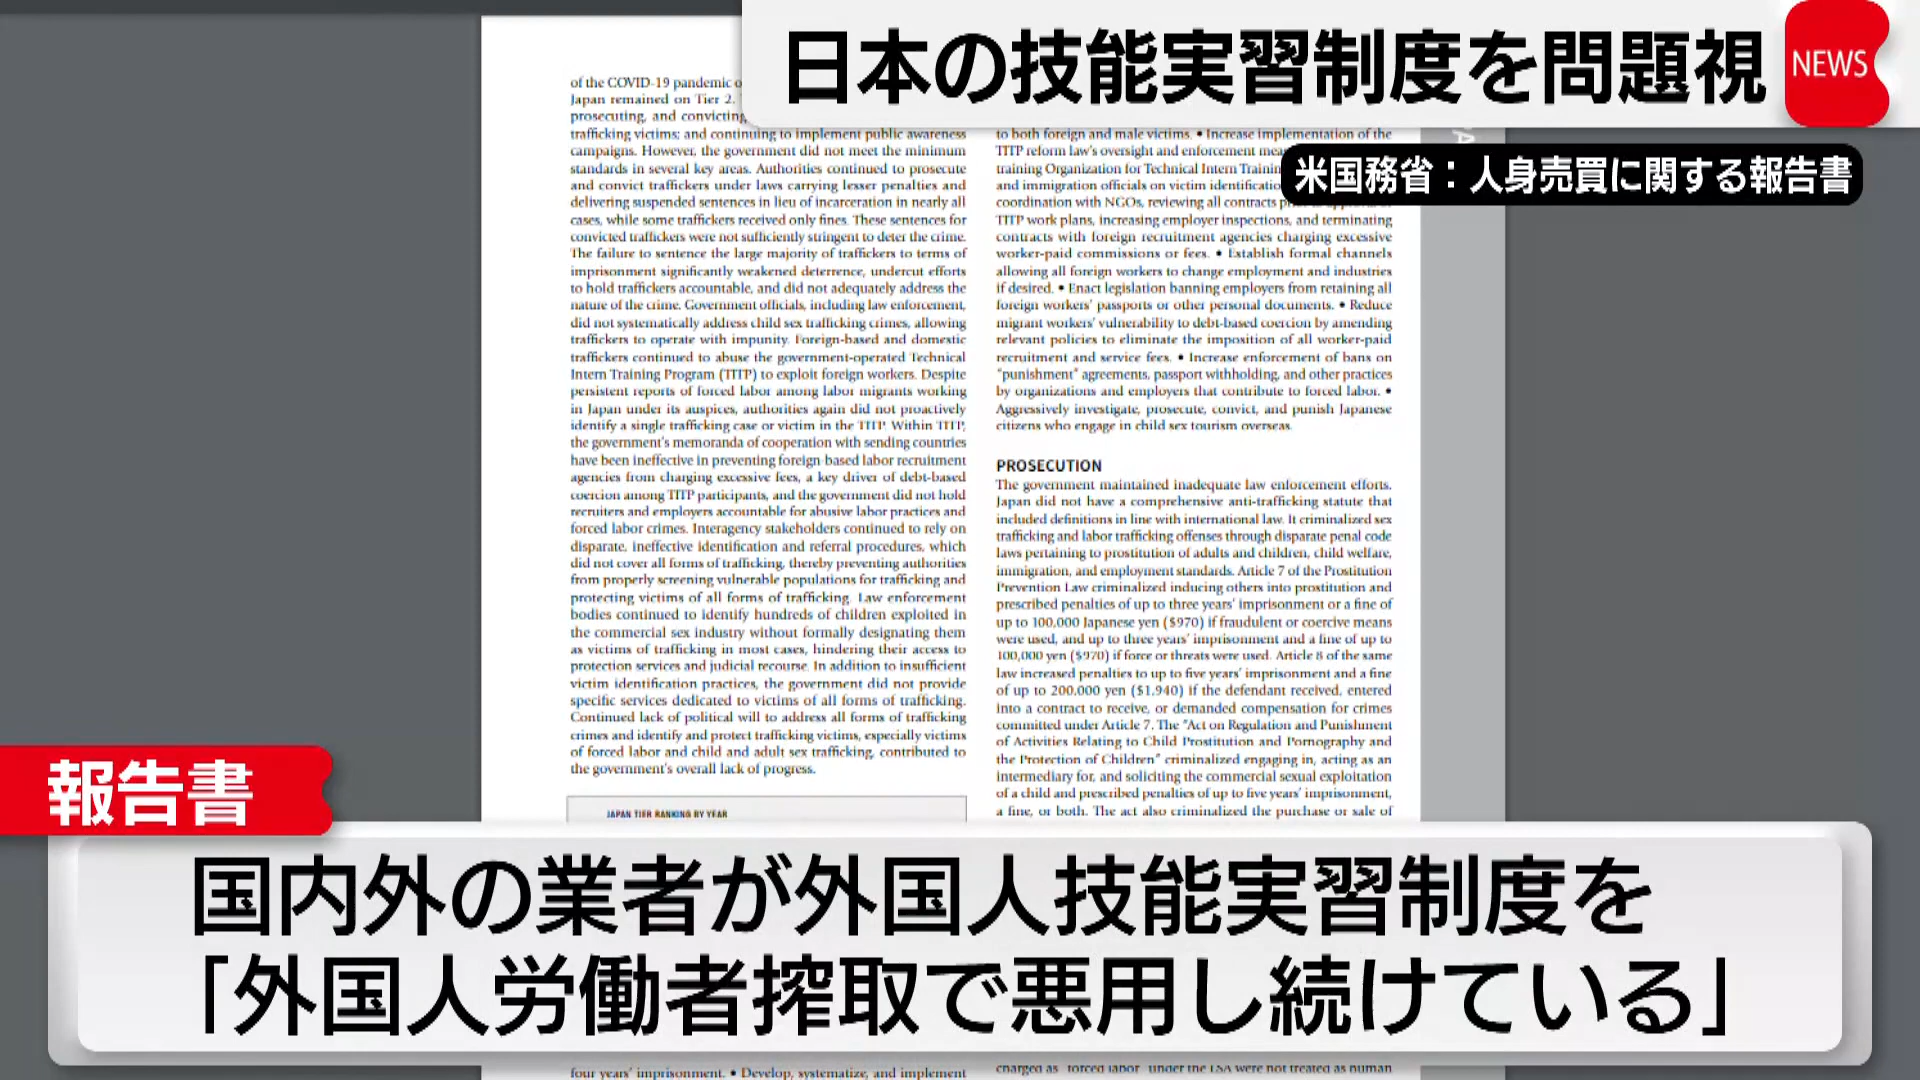 日本の技能実習制度を問題視
NEWS
米国務省：人身売買に関する報告書
of the COVID-19 pandemic
Japan remained on Tier 2.
prosecuting, and convicting
trafficking victims; and continuing to implement public awareness
campaigns. However, the government did not meet the minimum
standards in several key areas. Authorities continued to prosecute
and convict traffickers under laws carrying lesser penalties and
delivering suspended sentences in lieu of incarceration in nearly all
cases, while some traffickers received only fines. These sentences for
convicted traffickers were not sufficiently stringent to deter the crime.
The failure to sentence the large majority of traffickers to terms of
imprisonment significantly weakened deterrence, undercut efforts
to hold traffickers accountable, and did not adequately address the
nature of the crime. Government officials, including law enforcement,
did not systematically address child sex trafficking crimes, allowing
traffickers to operate with impunity. Foreign-based and domestic
traffickers continued to abuse the government-operated Technical
Intern Training Program (TITP) to exploit foreign workers. Despite
persistent reports of forced labor among labor migrants working
in Japan under its auspices, authorities again did not proactively
identify a single trafficking case or victim in the TITP. Within TITP,
the government's memoranda of cooperation with sending countries
have been ineffective in preventing foreign-based labor recruitment
agencies from charging excessive fees, a key driver of debt-based
coercion among TITP participants, and the government did not hold
recruiters and employers accountable for abusive labor practices and
forced labor crimes. Interagency stakeholders continued to rely on
disparate, ineffective identification and referral procedures, which
did not cover all forms of trafficking, thereby preventing authorities
from properly screening vulnerable populations for trafficking and
protecting victims of all forms of trafficking. Law enforcement
bodies continued to identify hundreds of children exploited in
the commercial sex industry without formally designating them
as victims of trafficking in most cases, hindering their access to
protection services and judicial recourse. In addition to insufficient
victim identification practices, the government did not provide
specific services dedicated to victims of all forms of trafficking.
Continued lack of political will to address all forms of trafficking
crimes and identify and protect trafficking victims, especially victims
of forced labor and child and adult sex trafficking, contributed to
the government's overall lack of progress.
JAPAN TIER RANKING BY YEAR
four years' imprisonment. • Develop, systematize, and implement
to both foreign and male victims. • Increase implementation of the
TITP reform law's oversight and enforcement
training Organization for Technical Intern
and immigration officials on victim
coordination with NGOs, reviewing all contracts
TITP work plans, increasing employer inspections, and terminating
contracts with foreign recruitment agencies charging excessive
worker-paid commissions or fees. • Establish formal channels
allowing all foreign workers to change employment and industries
if desired. • Enact legislation banning employers from retaining all
foreign workers' passports or other personal documents. • Reduce
migrant workers' vulnerability to debt-based coercion by amending
relevant policies to eliminate the imposition of all worker-paid
recruitment and service fees. • Increase enforcement of bans on
"punishment" agreements, passport withholding, and other practices
by organizations and employers that contribute to forced labor. •
Aggressively investigate, prosecute, convict, and punish Japanese
citizens who engage in child sex tourism overseas.
PROSECUTION
The government maintained inadequate law enforcement efforts.
Japan did not have a comprehensive anti-trafficking statute that
included definitions in line with international law. It criminalized sex
trafficking and labor trafficking offenses through disparate penal code
laws pertaining to prostitution of adults and children, child welfare,
immigration, and employment standards. Article 7 of the Prostitution
Prevention Law criminalized inducing others into prostitution and
prescribed penalties of up to three years' imprisonment or a fine of
up to 100,000 Japanese yen ($970) if fraudulent or coercive means
were used, and up to three years' imprisonment and a fine of up to
100,000 yen ($970) if force or threats were used. Article 8 of the same
law increased penalties to up to five years' imprisonment and a fine
of up to 200,000 yen ($1,940) if the defendant received, entered
into a contract to receive, or demanded compensation for crimes
committed under Article 7. The "Act on Regulation and Punishment
of Activities Relating to Child Prostitution and Pornography and
the Protection of Children" criminalized engaging in, acting as an
intermediary for, and soliciting the commercial sexual exploitation
of a child and prescribed penalties of up to five years' imprisonment,
a fine, or both. The act also criminalized the purchase or sale of
charged as "forced labor" under the LSA were not treated as human
報告書
国内外の業者が外国人技能実習制度を
「外国人労働者搾取で悪用し続けている」